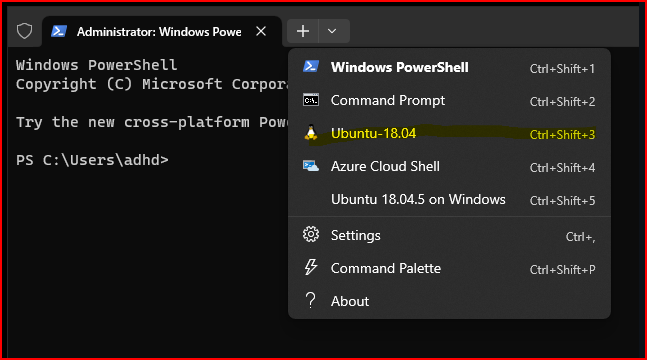 Administrator: Windows Powe
Windows PowerShell
Copyright (C) Microsoft Corpora
Try the new cross-platform Pow
PS C:\Users\adhd>
Windows PowerShell Ctrl+Shift+1
Command Prompt Ctrl+Shift+2
Ubuntu-18.04 Ctrl+Shift+3
Azure Cloud Shell Ctrl+Shift+4
Ubuntu 18.04.5 on Windows Ctrl+Shift+5
Settings Ctrl+,
Command Palette Ctrl+Shift+P
About